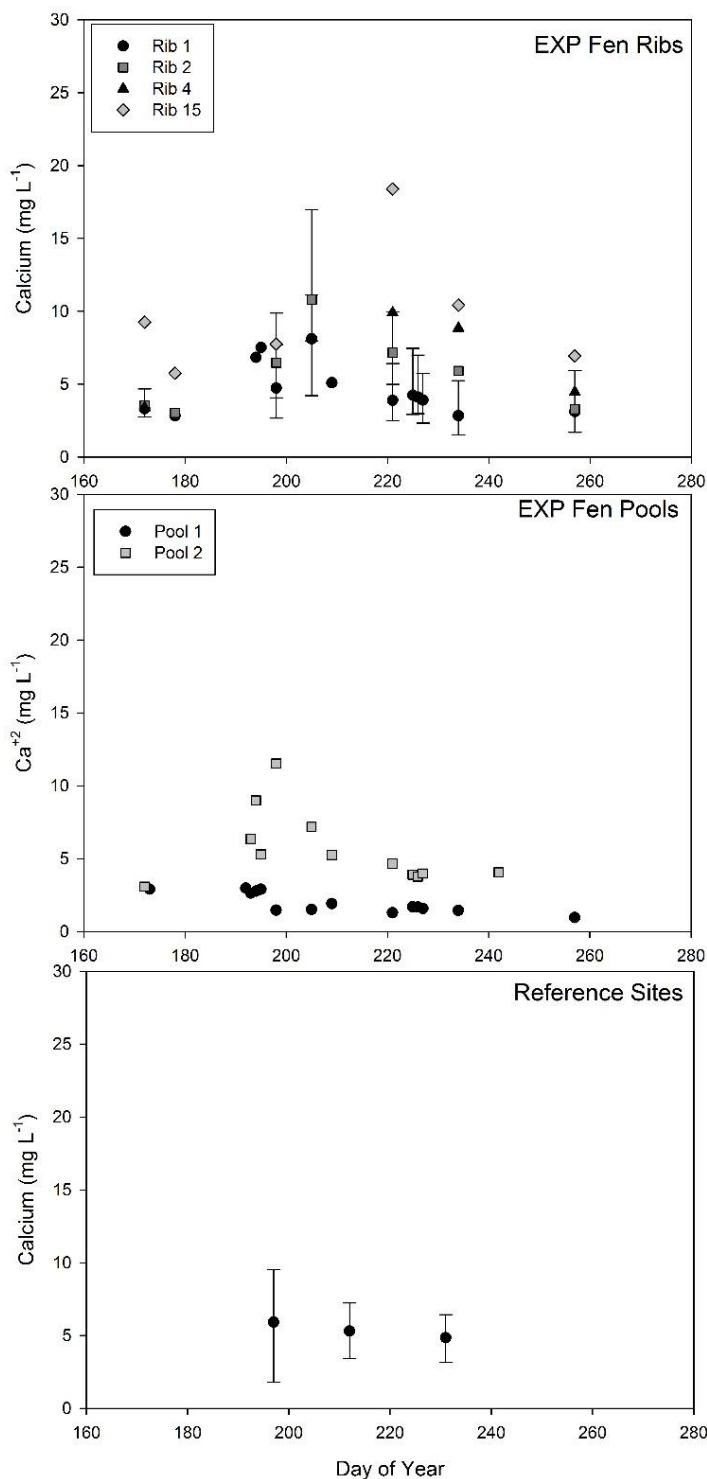 EXP Fen Ribs
Rib 1
Rib 2
Rib 4
Rib 15
Calcium (mg L⁻¹)
30
25
20
15
10
5
0
160 180 200 220 240 260 280
EXP Fen Pools
Pool 1
Pool 2
Ca⁺² (mg L⁻¹)
30
25
20
15
10
5
0
160 180 200 220 240 260 280
Reference Sites
Calcium (mg L⁻¹)
30
25
20
15
10
5
0
160 180 200 220 240 260 280
Day of Year